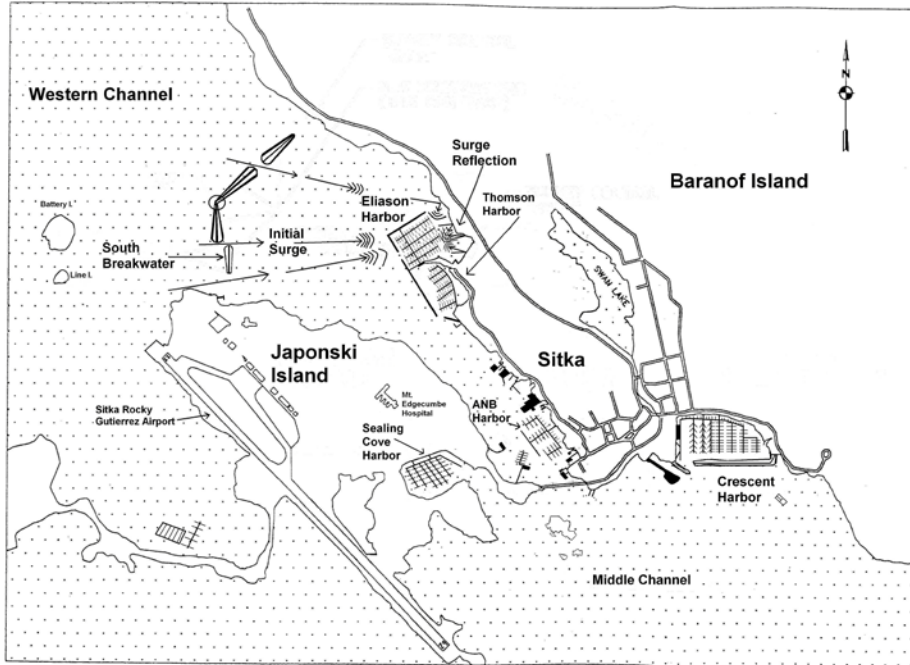 N
Western Channel
Surge
Reflection
Baranof Island
Thomson
Harbor
Eliason
Harbor
Battery I.
South
Breakwater
Initial
Surge
Line I.
SWAN LAKE
Japonski
Island
Sitka
Mt.
Edgecumbe
Hospital
ANB
Harbor
Sitka Rocky
Gutierrez Airport
Sealing
Cove
Harbor
Crescent
Harbor
Middle Channel